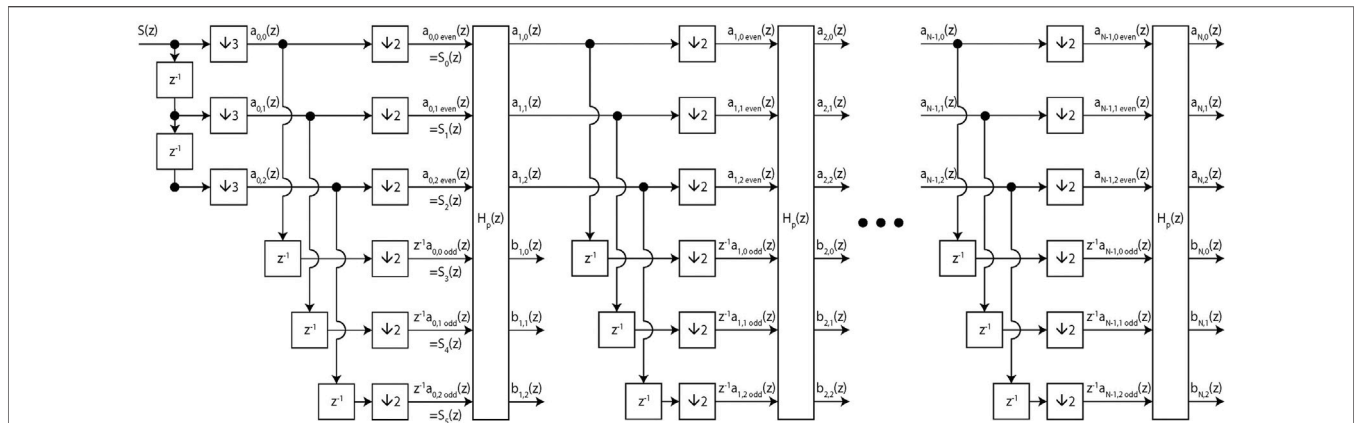 S(z) ↓3 a0,0(z) ↓2 a0,0 even(z) a1,0(z) ↓2 a1,0 even(z) a2,0(z) aN-1,0(z) ↓2 aN-1,0 even(z) aN,0(z)
=S0(z)
z-1
a0,1(z) ↓3 ↓2 a0,1 even(z) a1,1(z) ↓2 a1,1 even(z) a2,1(z) aN-1,1(z) ↓2 aN-1,1 even(z) aN,1(z)
=S1(z)
z-1
↓3 a0,2(z) ↓2 a0,2 even(z) a1,2(z) ↓2 a1,2 even(z) a2,2(z) aN-1,2(z) ↓2 aN-1,2 even(z) aN,2(z)
=S2(z)
Hp(z) Hp(z) Hp(z)
z-1 ↓2 z-1a0,0 odd(z) b1,0(z) z-1 ↓2 z-1a1,0 odd(z) b2,0(z) z-1 ↓2 z-1aN-1,0 odd(z) bN,0(z)
=S3(z)
z-1 ↓2 z-1a0,1 odd(z) b1,1(z) z-1 ↓2 z-1a1,1 odd(z) b2,1(z) z-1 ↓2 z-1aN-1,1 odd(z) bN,1(z)
=S4(z)
z-1 ↓2 z-1a0,2 odd(z) b1,2(z) z-1 ↓2 z-1a1,2 odd(z) b2,2(z) z-1 ↓2 z-1aN-1,2 odd(z) bN,2(z)
=S5(z)